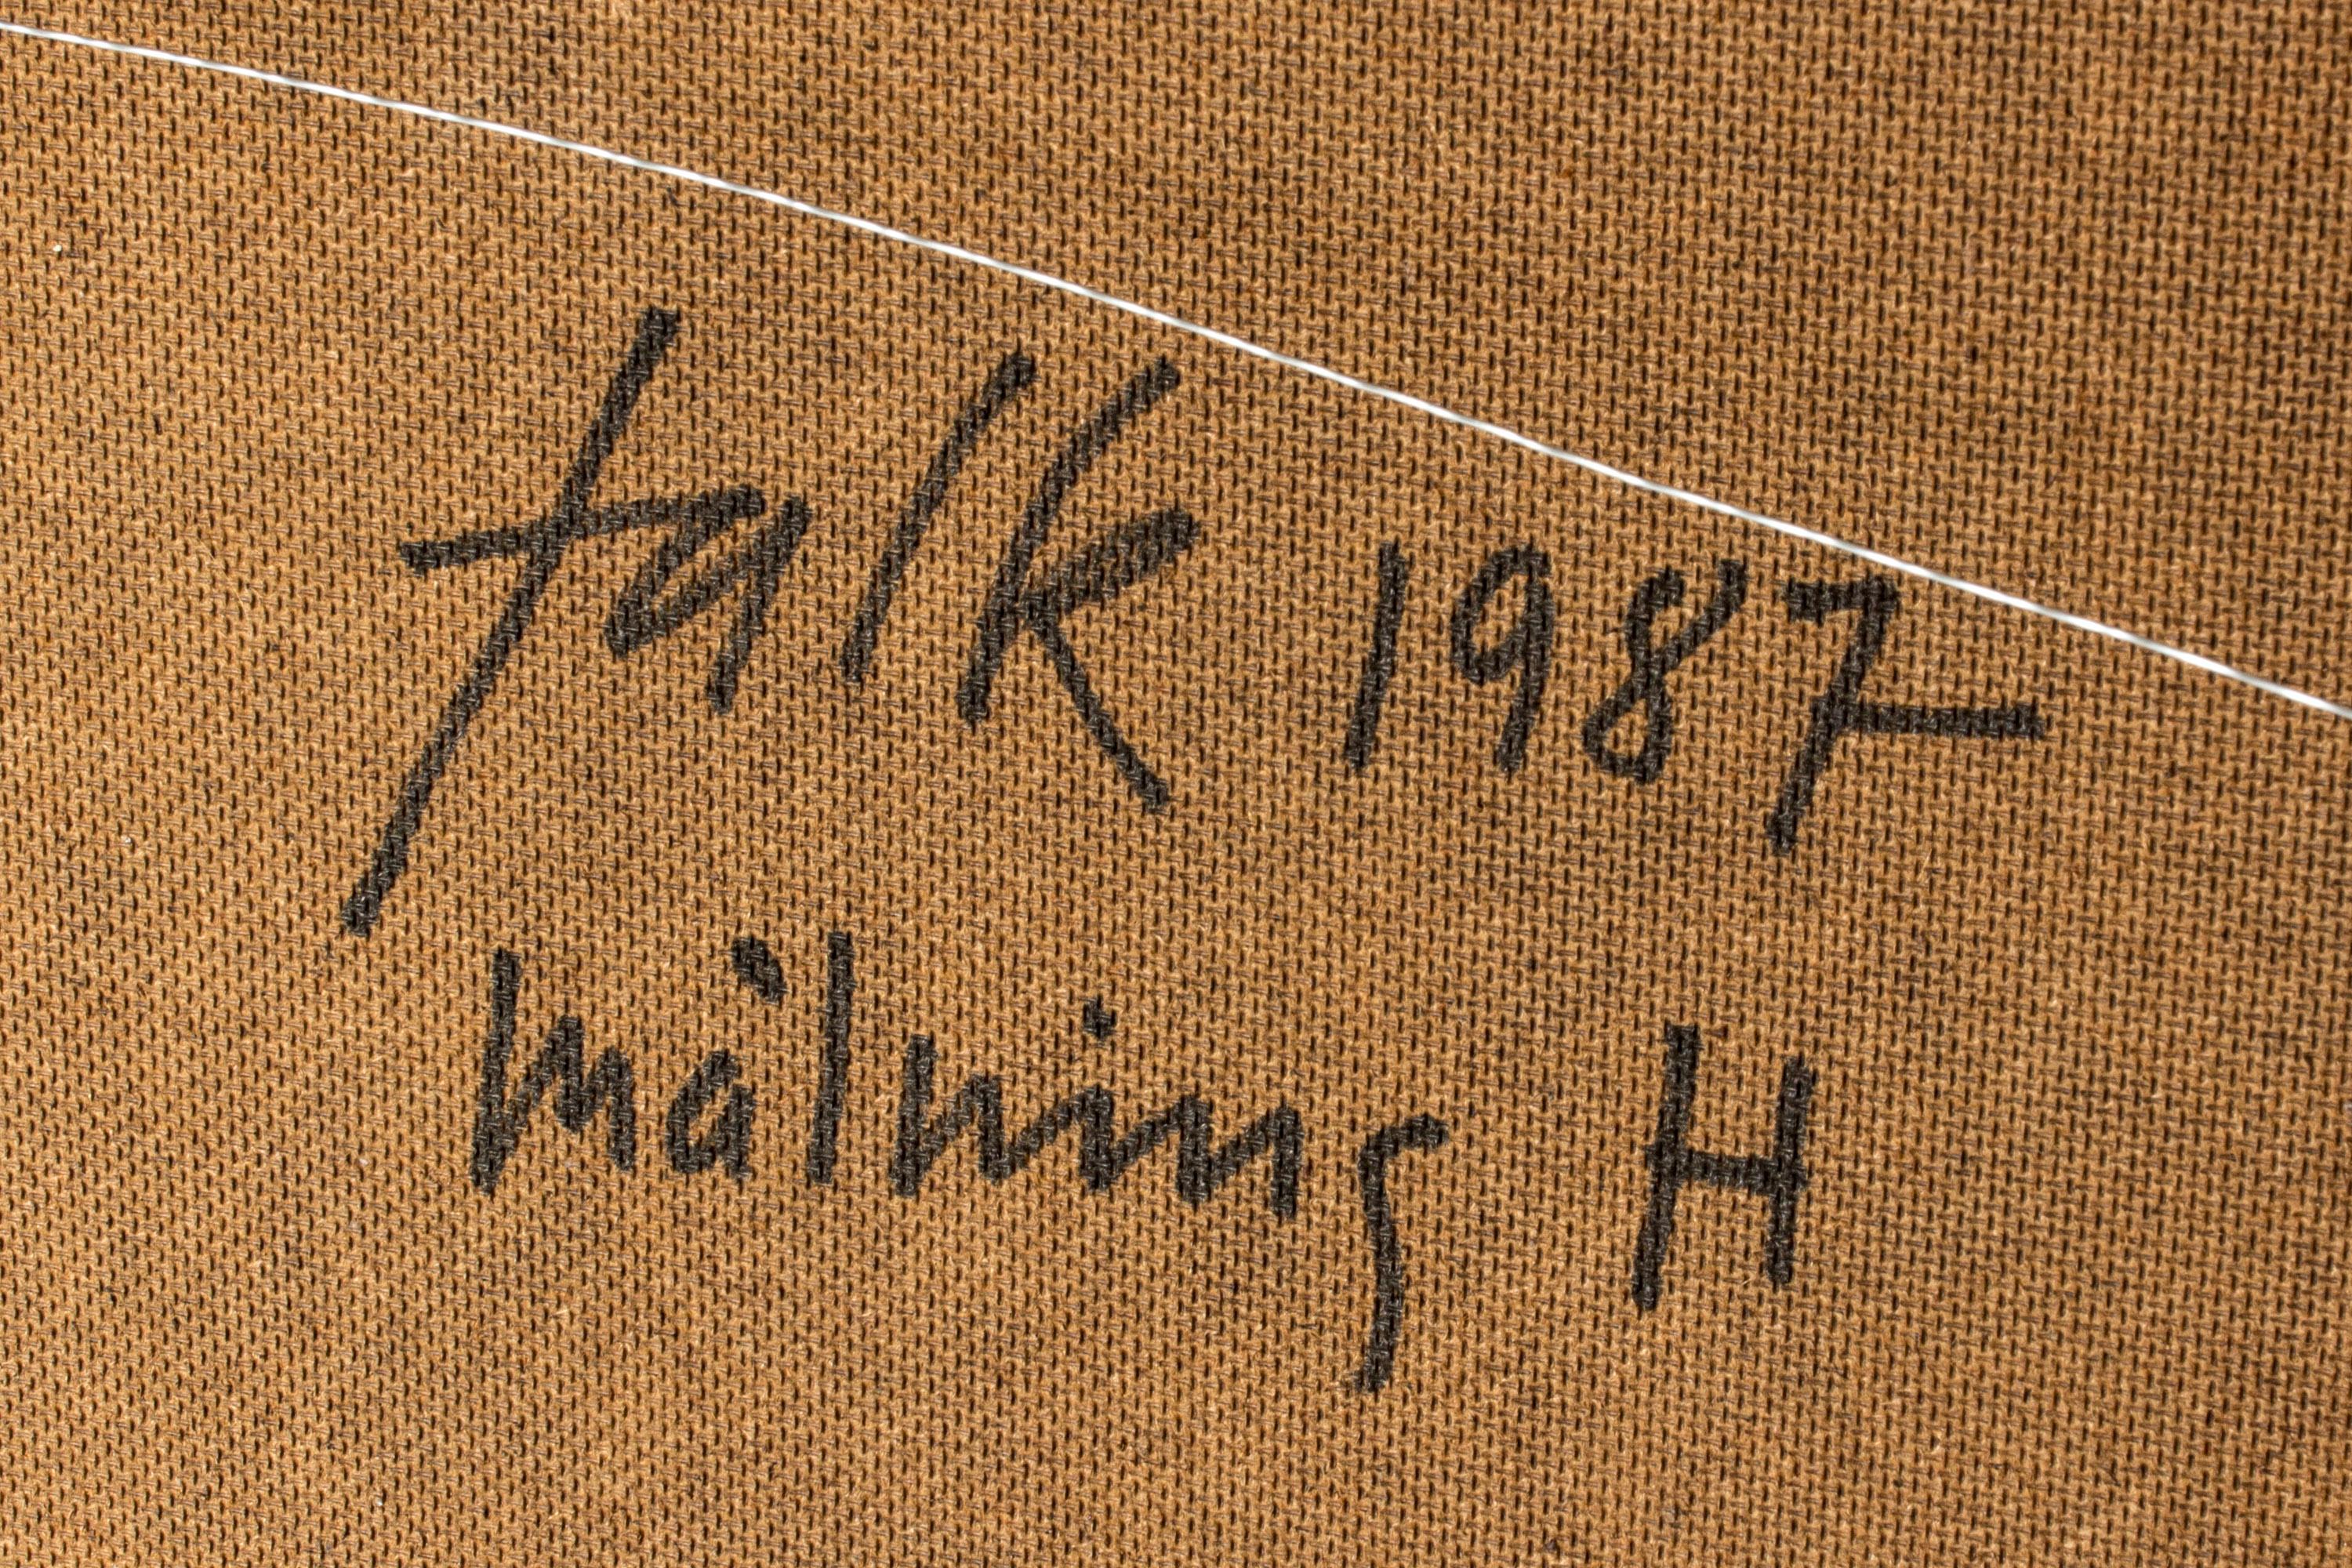 falk 1987
målning H